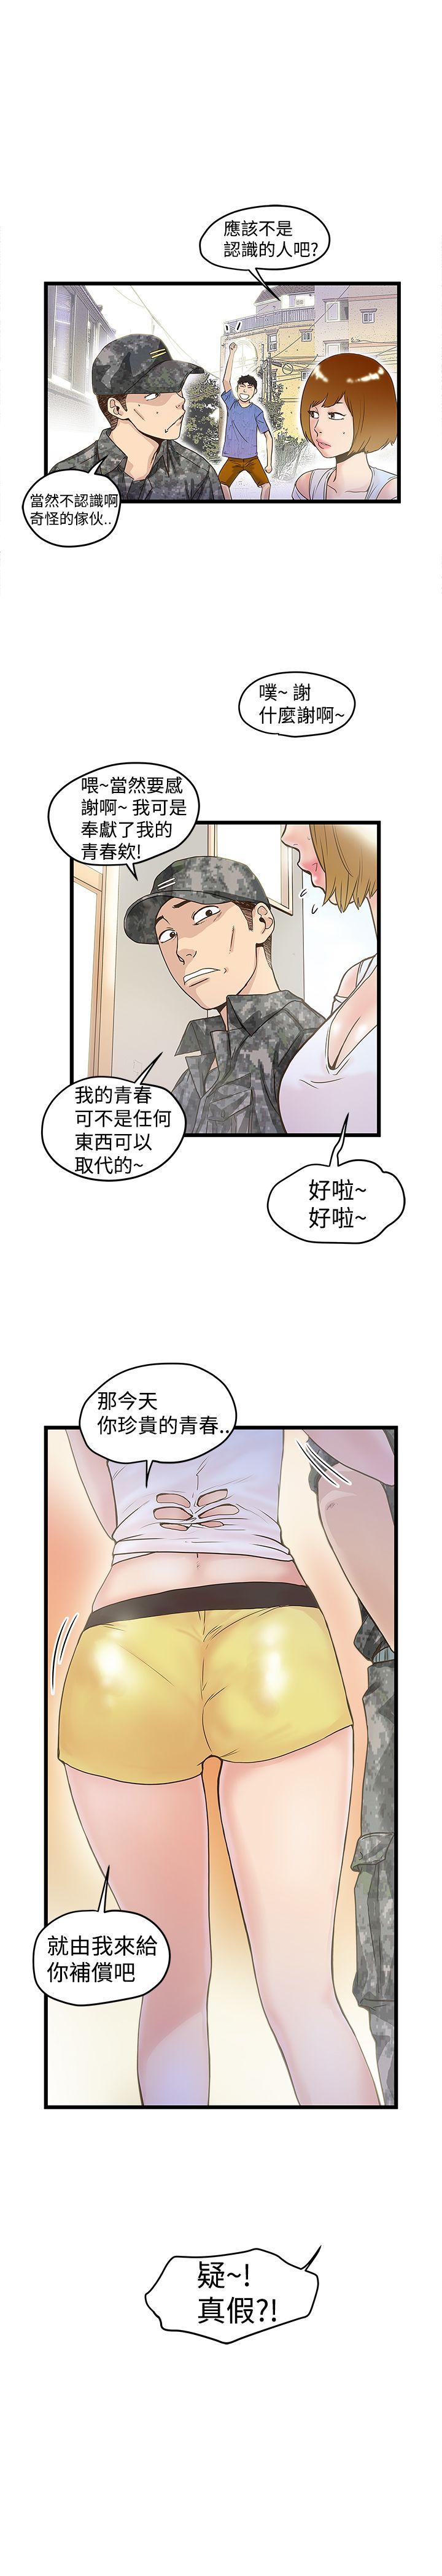 應該不是
認識的人吧?
當然不認識啊
奇怪的傢伙..
噗~ 謝
什麼謝啊~
喂~當然要感
謝啊~ 我可是
奉獻了我的
青春欸!
我的青春
可不是任何
東西可以
取代的~
好啦~
好啦~
那今天
你珍貴的青春..
就由我來給
你補償吧
疑~!
真假?!